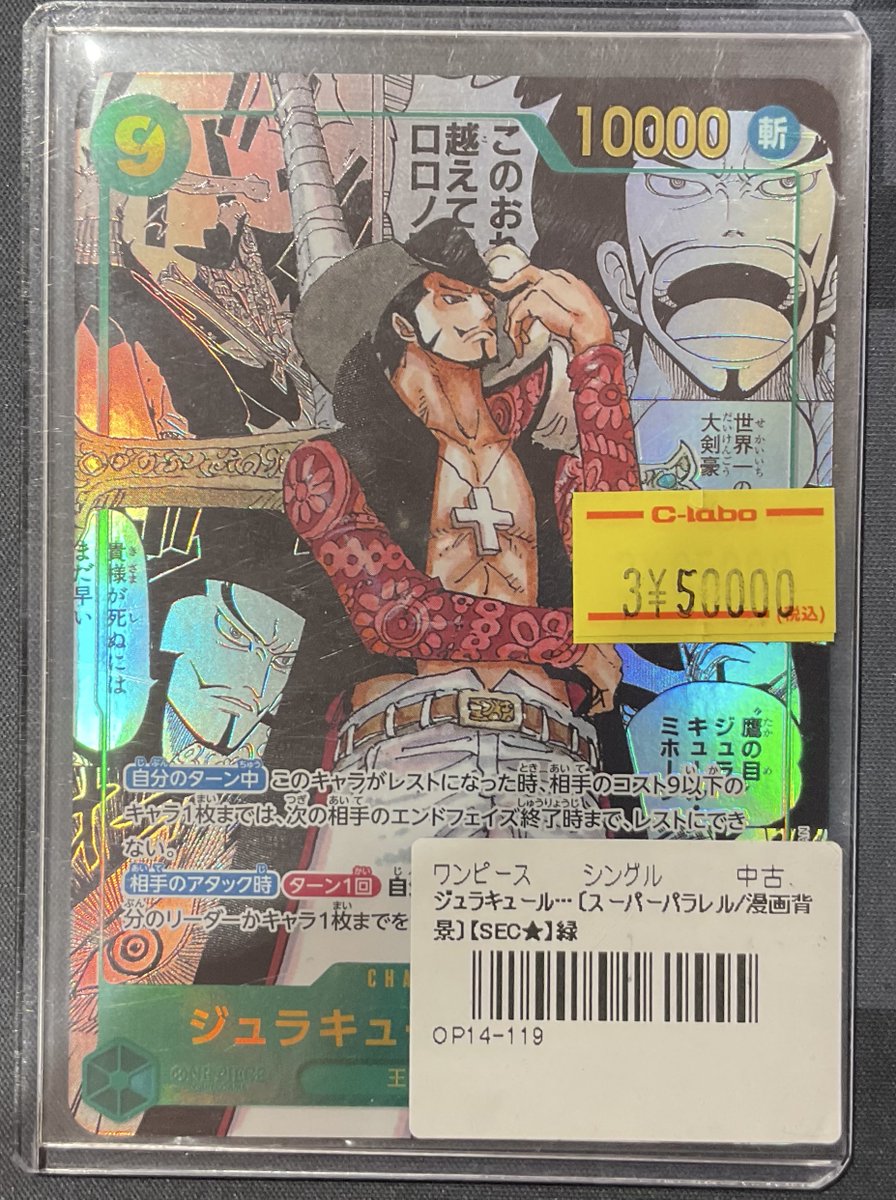 9
10000
斬
このおれ
越えて
ロロノ
世界一の
大剣豪
C-labo
3¥50000
(税込)
貴様が死ぬには
まだ早い
"鷹の目
ジュラ
キュー
ミホー
自分のターン中 このキャラがレストになった時、相手のコスト9以下の
キャラ1枚までは、次の相手のエンドフェイズ終了時まで、レストにでき
ない。
相手のアタック時 ターン1回 自
分のリーダーかキャラ1枚までを
ワンピース シングル 中古
ジュラキュール…〔スーパーパラレル/漫画背
景〕【SEC★】緑
OP14-119
CHA
ジュラキュ
王